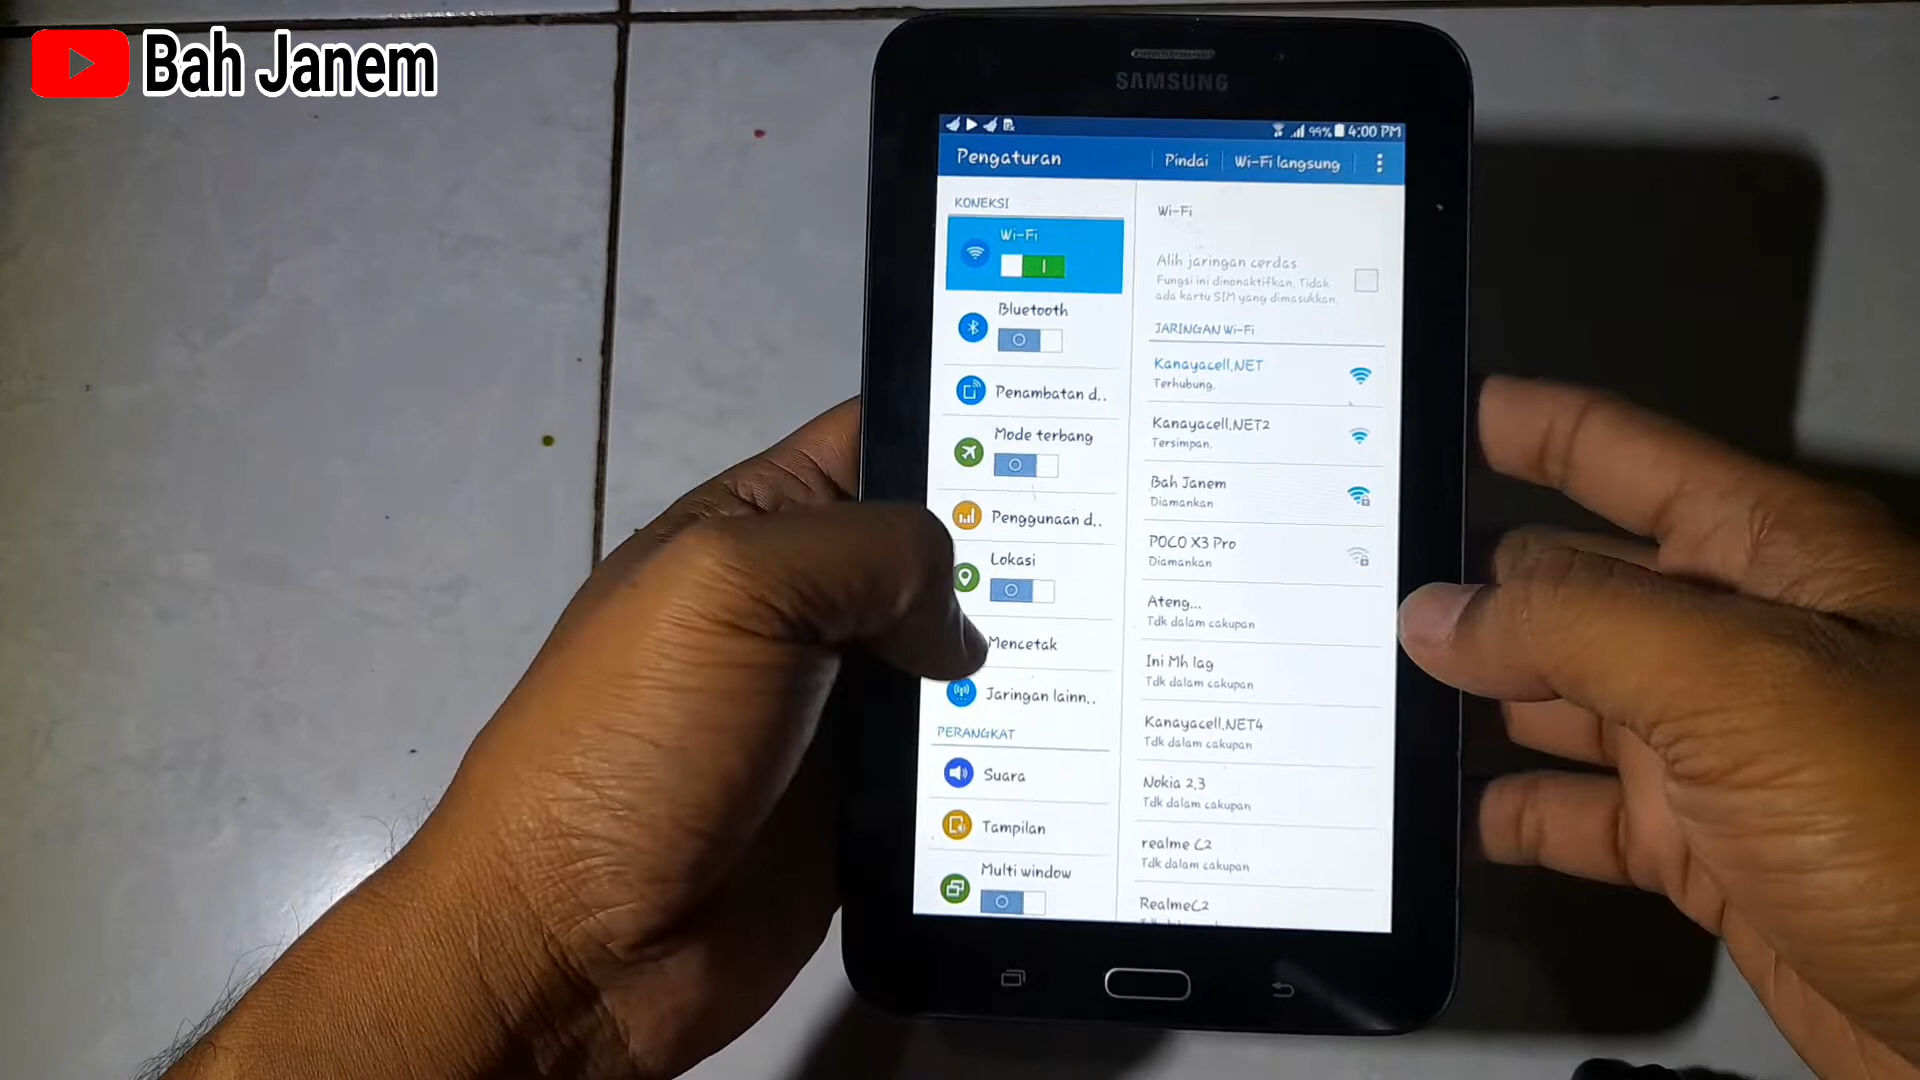 Bah Janem
SAMSUNG
99% 4:00 PM
Pengaturan
Pindai
Wi-Fi langsung
KONEKSI
Wi-Fi
Bluetooth
Penambatan d..
Mode terbang
Penggunaan d..
Lokasi
Mencetak
Jaringan lainn..
PERANGKAT
Suara
Tampilan
Multi window
Wi-Fi
Alih jaringan cerdas
Fungsi ini dinonaktifkan. Tidak
ada kartu SIM yang dimasukkan.
JARINGAN Wi-Fi
Kanayacell.NET
Terhubung.
Kanayacell.NET2
Tersimpan.
Bah Janem
Diamankan
POCO X3 Pro
Diamankan
Ateng...
Tdk dalam cakupan
Ini Mh lag
Tdk dalam cakupan
Kanayacell.NET4
Tdk dalam cakupan
Nokia 2.3
Tdk dalam cakupan
realme C2
Tdk dalam cakupan
RealmeC2